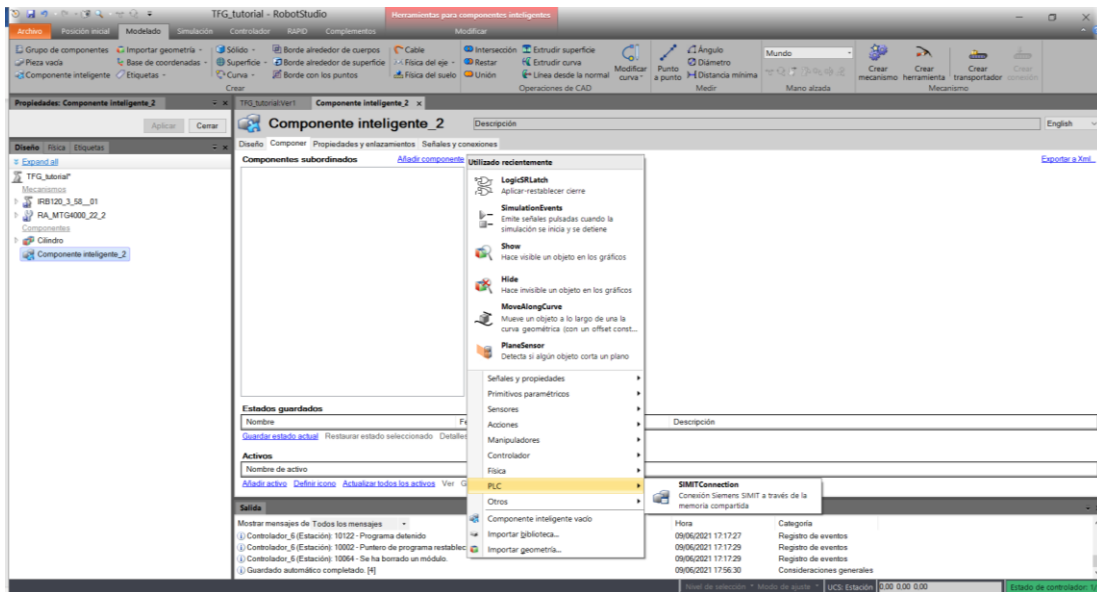 TFG_tutorial - RobotStudio
Herramientas para componentes inteligentes
Archivo Posición inicial Modelado Simulación Controlador RAPID Complementos Modificar
Grupo de componentes Importar geometría Sólido Borde alrededor de cuerpos Cable Intersección Extrudir superficie Ángulo
Pieza vacía Base de coordenadas Superficie Borde alrededor de superficie Física del eje Restar Extrudir curva Diámetro Mundo
Componente inteligente Etiquetas Curva Borde con los puntos Física del suelo Unión Línea desde la normal Distancia mínima
Modificar curva Punto a punto
Crear mecanismo Crear herramienta Crear transportador Crear conexión
Crear Operaciones de CAD Medir Mano alzada Mecanismo
Propiedades: Componente inteligente_2
TFG_tutorial:Ver1 Componente inteligente_2
Aplicar Cerrar
Componente inteligente_2 Descripción English
Diseño Física Etiquetas
Diseño Componer Propiedades y enlazamientos Señales y conexiones
Expand all
TFG_tutorial*
Mecanismos
IRB120_3_58__01
RA_MTG4000_22_2
Componentes
Cilindro
Componente inteligente_2
Componentes subordinados Añadir componente Exportar a Xml...
Utilizado recientemente
LogicSRLatch
Aplicar-restablecer cierre
SimulationEvents
Emite señales pulsadas cuando la
simulación se inicia y se detiene
Show
Hace visible un objeto en los gráficos
Hide
Hace invisible un objeto en los gráficos
MoveAlongCurve
Mueve un objeto a lo largo de una la
curva geométrica (con un offset const...
PlaneSensor
Detecta si algún objeto corta un plano
Señales y propiedades
Primitivos paramétricos
Sensores
Acciones
Manipuladores
Controlador
Física
PLC
Otros
Componente inteligente vacío
Importar biblioteca...
Importar geometría...
SIMITConnection
Conexión Siemens SIMIT a través de la
memoria compartida
Estados guardados
Nombre Fe Descripción
Guardar estado actual Restaurar estado seleccionado Detalles
Activos
Nombre de activo
Añadir activo Definir icono Actualizar todos los activos Ver G
Salida
Mostrar mensajes de Todos los mensajes Hora Categoría
Controlador_6 (Estación): 10122 - Programa detenido 09/06/2021 17:17:27 Registro de eventos
Controlador_6 (Estación): 10002 - Puntero de programa restablec 09/06/2021 17:17:29 Registro de eventos
Controlador_6 (Estación): 10064 - Se ha borrado un módulo. 09/06/2021 17:17:29 Registro de eventos
Guardado automático completado. [4] 09/06/2021 17:56:30 Consideraciones generales
Nivel de selección Modo de ajuste UCS: Estación 0,00 0,00 0,00 Estado de controlador: 1/